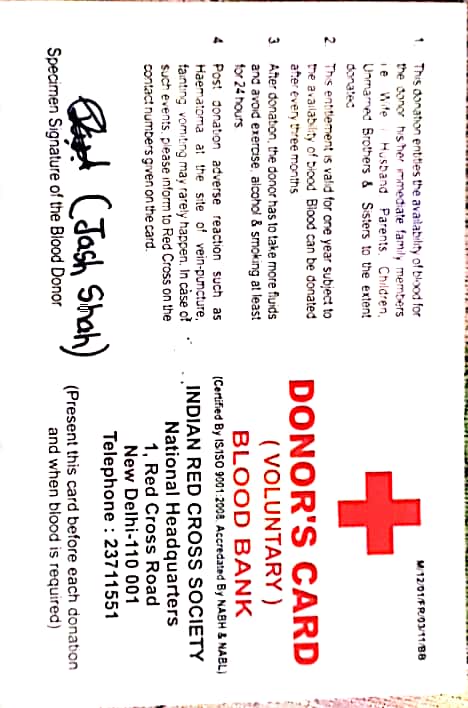 1. This donation entitles the availability of blood for
the donor his/her immediate family members
i.e. Wife / Husband, Parents, Children,
Unmarried Brothers & Sisters to the extent
donated.
2. This entitlement is valid for one year subject to
the availability of blood. Blood can be donated
after every three months
3. After donation, the donor has to take more fluids
and avoid exercise, alcohol & smoking at least
for 24 hours
4. Post donation adverse reaction such as
Haematoma at the site of vein-puncture,
fainting, vomiting may rarely happen. In case of
such events, please inform to Red Cross on the
contact numbers given on the card.
(Jash Shah)
Specimen Signature of the Blood Donor
M/12/01/FR/03/11/BB
DONOR'S CARD
(VOLUNTARY)
BLOOD BANK
(Certified By IS/ISO 9001:2008, Accredated By NABH & NABL)
INDIAN RED CROSS SOCIETY
National Headquarters
1, Red Cross Road
New Delhi-110 001
Telephone : 23711551
(Present this card before each donation
and when blood is required)